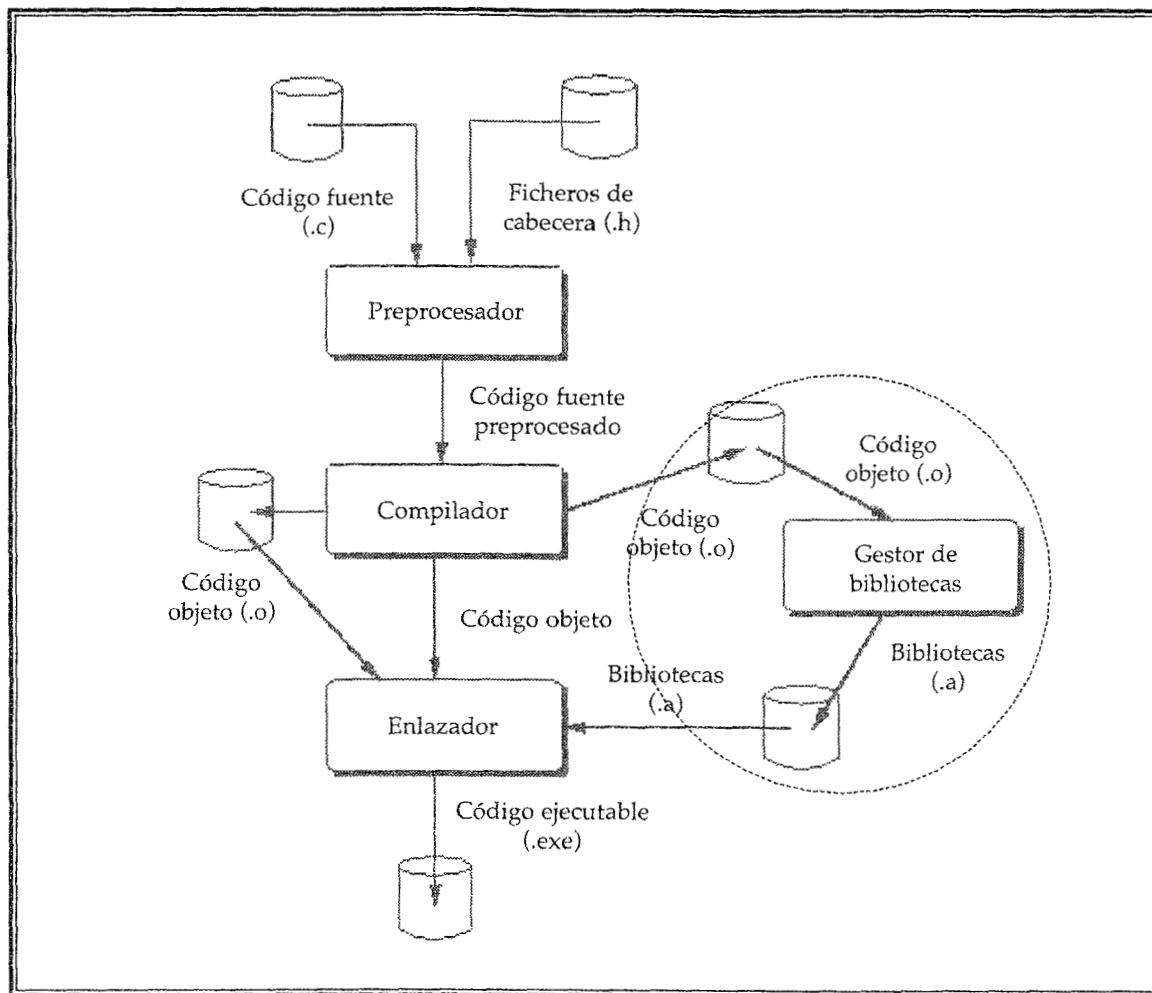 Código fuente
(.c)
Ficheros de
cabecera (.h)
Preprocesador
Código fuente
preprocesado
Código
objeto (.o)
Compilador
Código
objeto (.o)
Gestor de
bibliotecas
Código
objeto (.o)
Código objeto
Bibliotecas
(.a)
Bibliotecas
(.a)
Enlazador
Código ejecutable
(.exe)